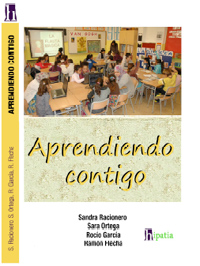 APRENDIENDO CONTIGO
S. Racionero, S. Ortega, R. García, R. Flecha
Aprendiendo
contigo
Sandra Racionero
Sara Ortega
Rocío García
Ramón Flecha
hipatia